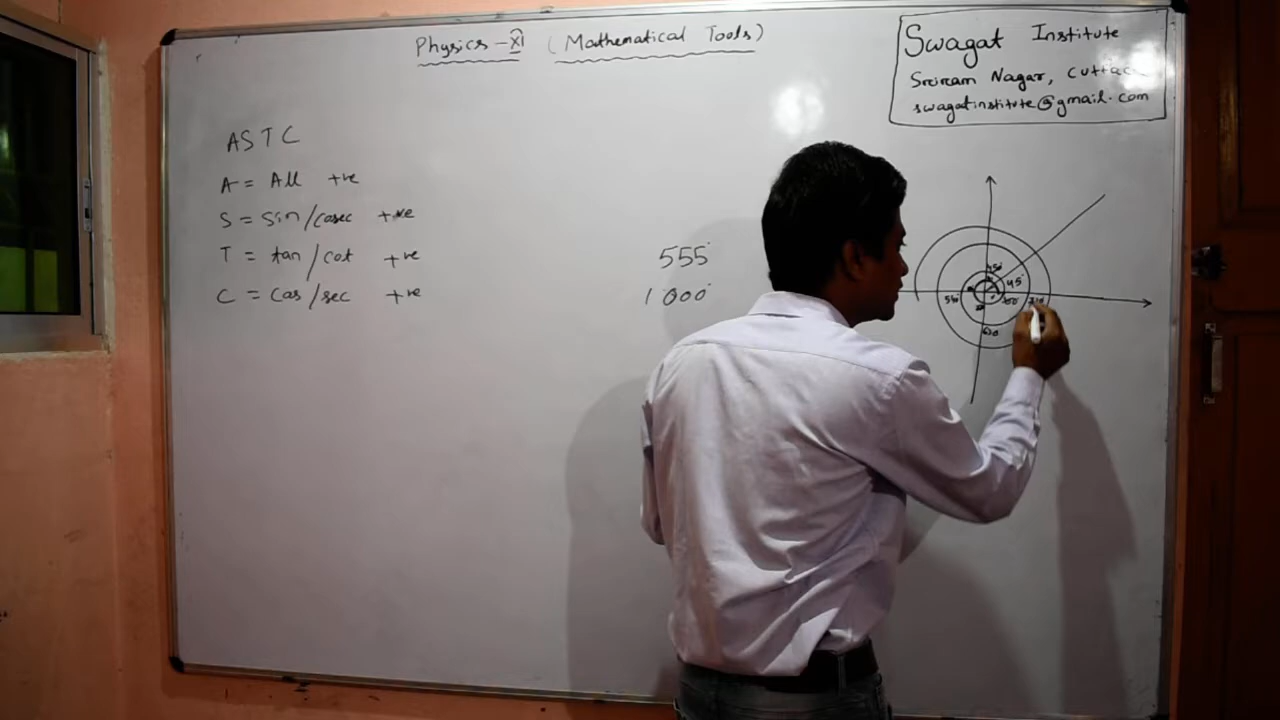 Physics - XI (Mathematical Tools)
Swagat Institute
Sriram Nagar, Cuttac
swagatinstitute@gmail.com
ASTC
A = All +ve
S = Sin/cosec +ve
T = tan/cot +ve
C = Cos/sec +ve
555°
1000°
45°